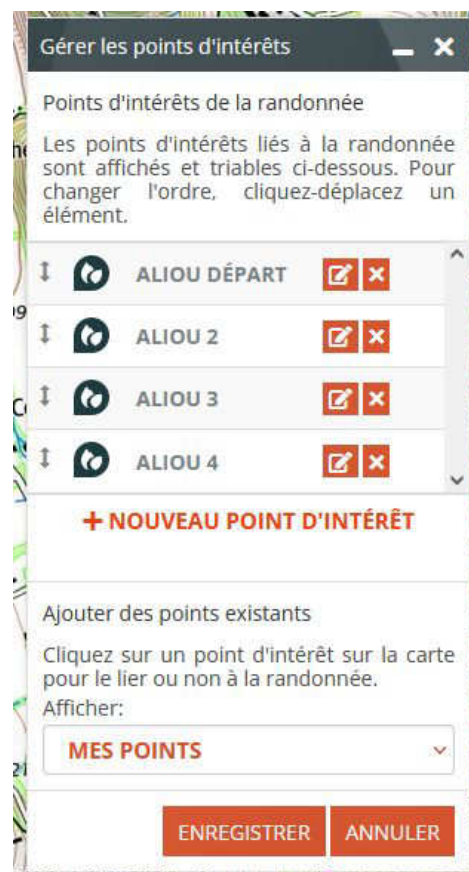 Gérer les points d'intérêts
Points d'intérêts de la randonnée
Les points d'intérêts liés à la randonnée
sont affichés et triables ci-dessous. Pour
changer l'ordre, cliquez-déplacez un
élément.
ALIOU DÉPART
ALIOU 2
ALIOU 3
ALIOU 4
+ NOUVEAU POINT D'INTÉRÊT
Ajouter des points existants
Cliquez sur un point d'intérêt sur la carte
pour le lier ou non à la randonnée.
Afficher:
MES POINTS
ENREGISTRER ANNULER